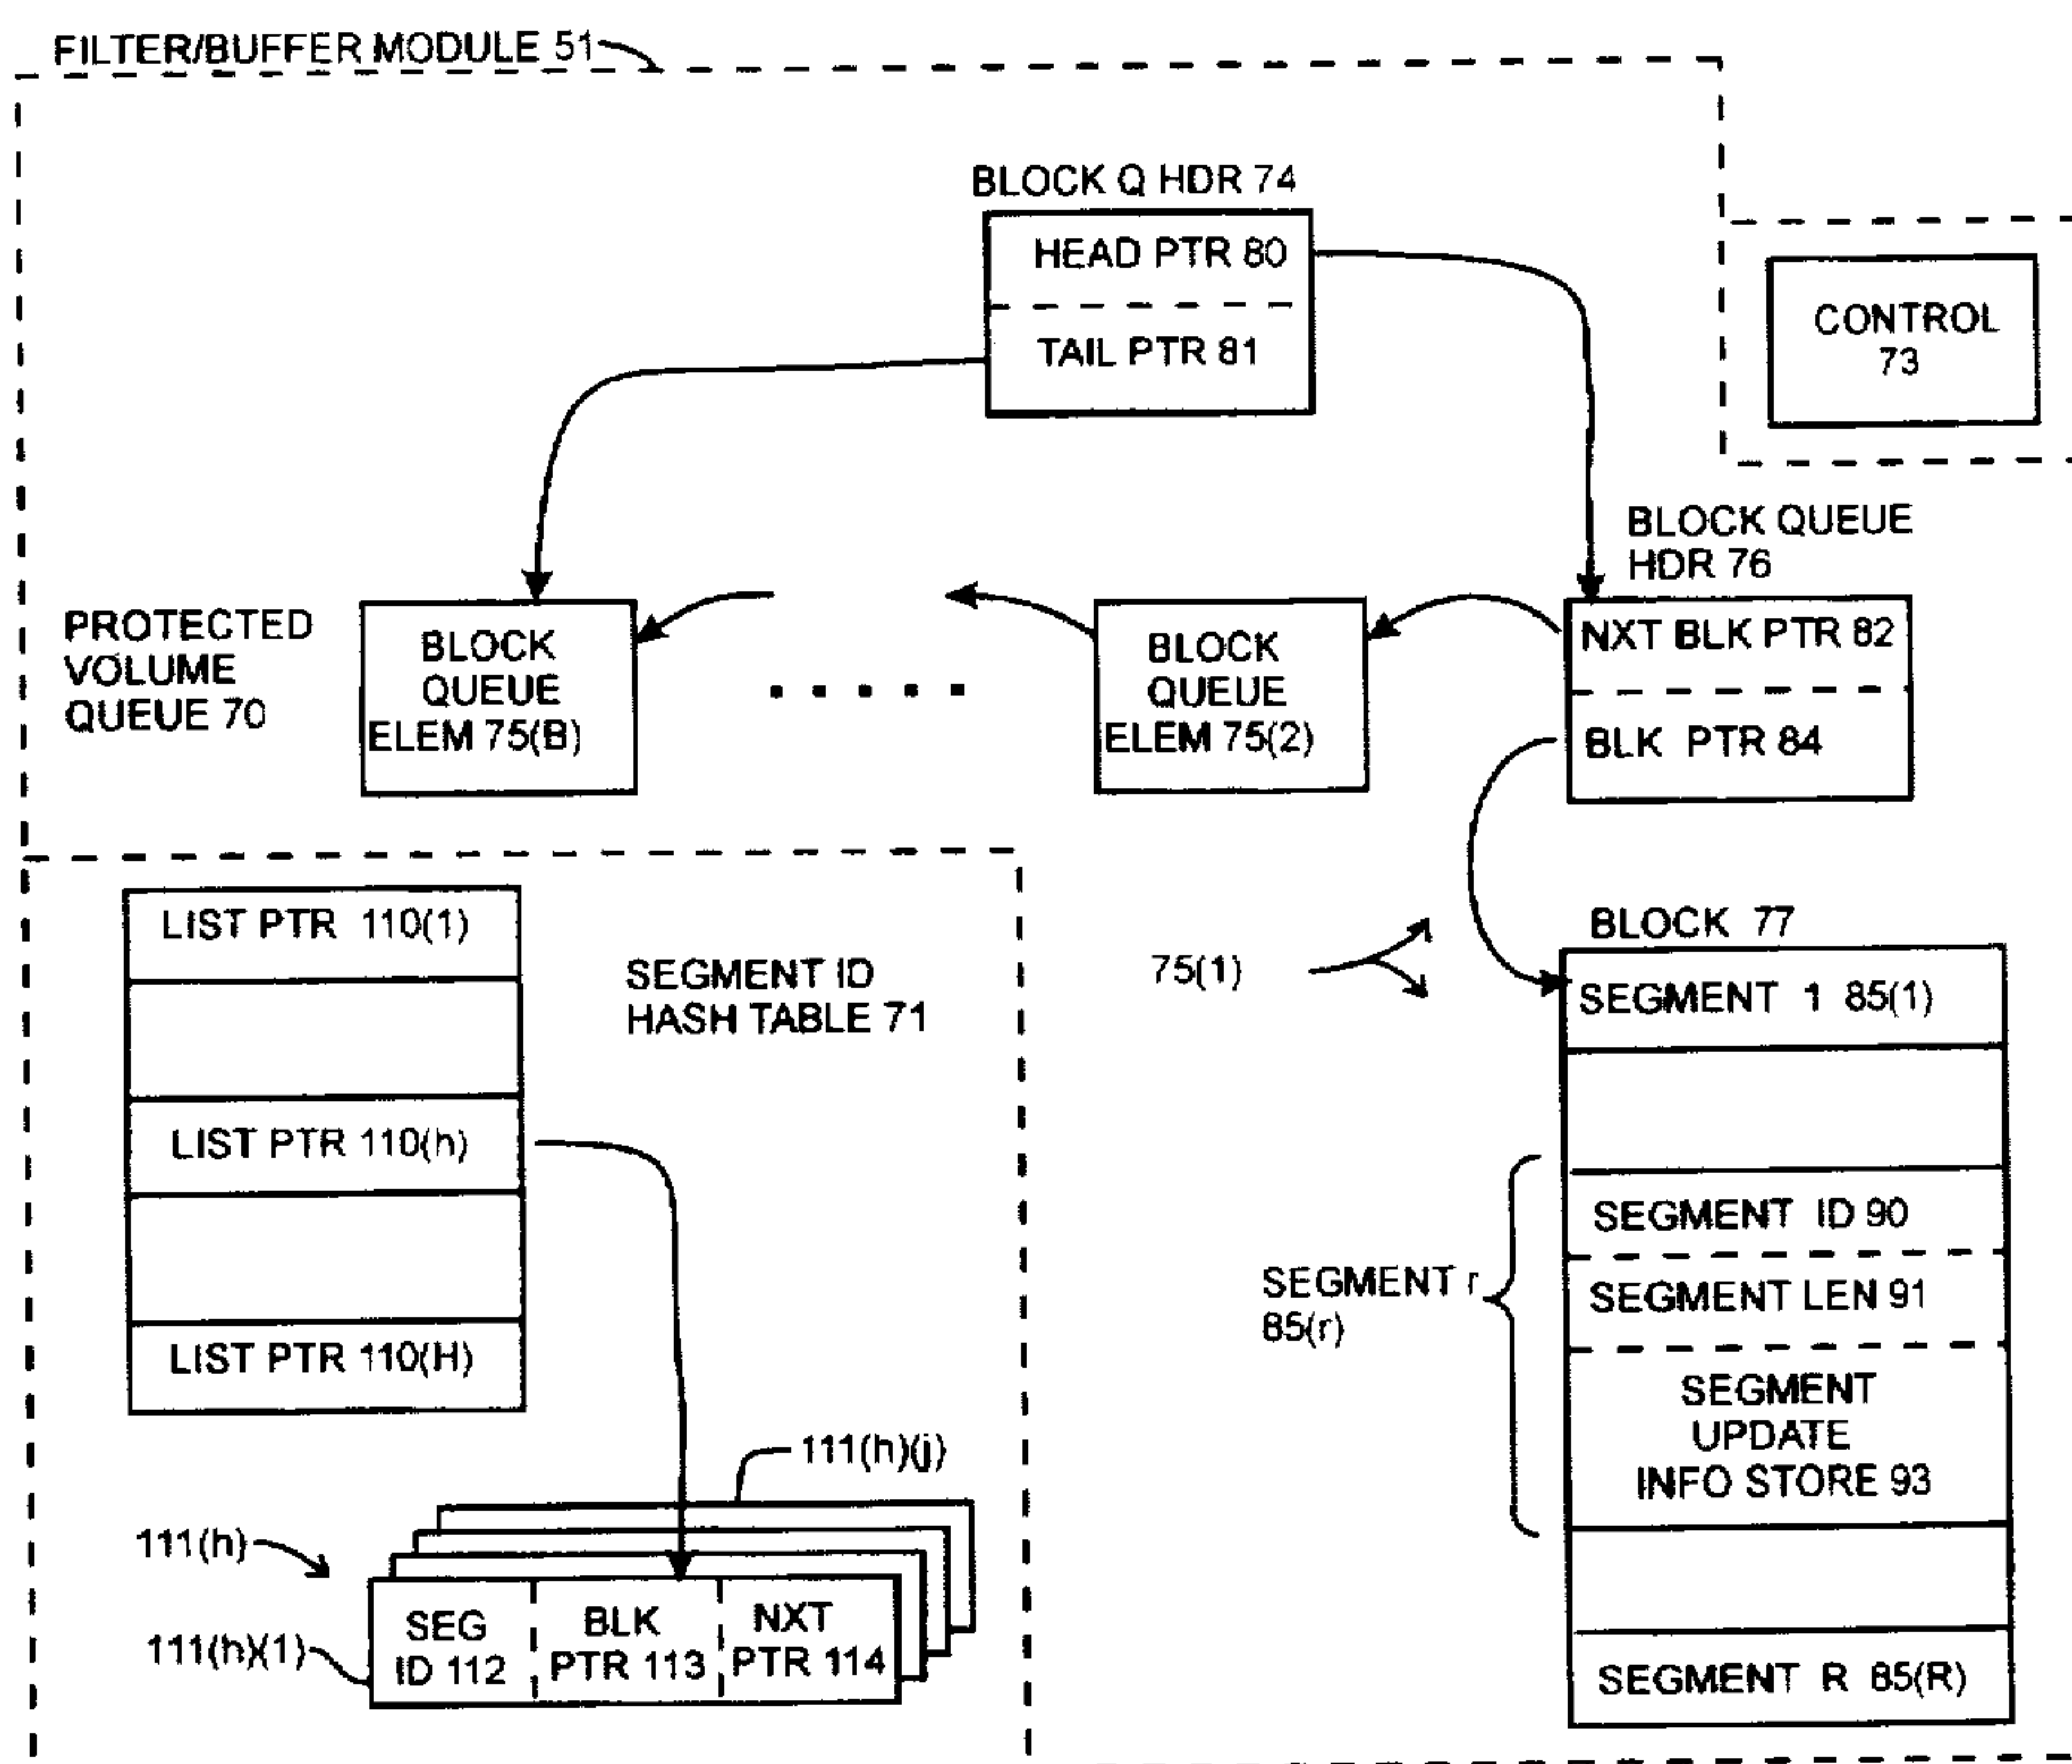 FILTER/BUFFER MODULE 51
BLOCK Q HDR 74
HEAD PTR 80
TAIL PTR 81
CONTROL
73
BLOCK QUEUE
HDR 76
NXT BLK PTR 82
BLK PTR 84
PROTECTED
VOLUME
QUEUE 70
BLOCK
QUEUE
ELEM 75(B)
. . . . .
BLOCK
QUEUE
ELEM 75(2)
LIST PTR 110(1)
LIST PTR 110(h)
LIST PTR 110(H)
SEGMENT ID
HASH TABLE 71
75(1)
BLOCK 77
SEGMENT 1 85(1)
SEGMENT r
85(r)
SEGMENT ID 90
SEGMENT LEN 91
SEGMENT
UPDATE
INFO STORE 93
SEGMENT R 85(R)
111(h)(j)
111(h)
111(h)(1)
SEG
ID 112
BLK
PTR 113
NXT
PTR 114